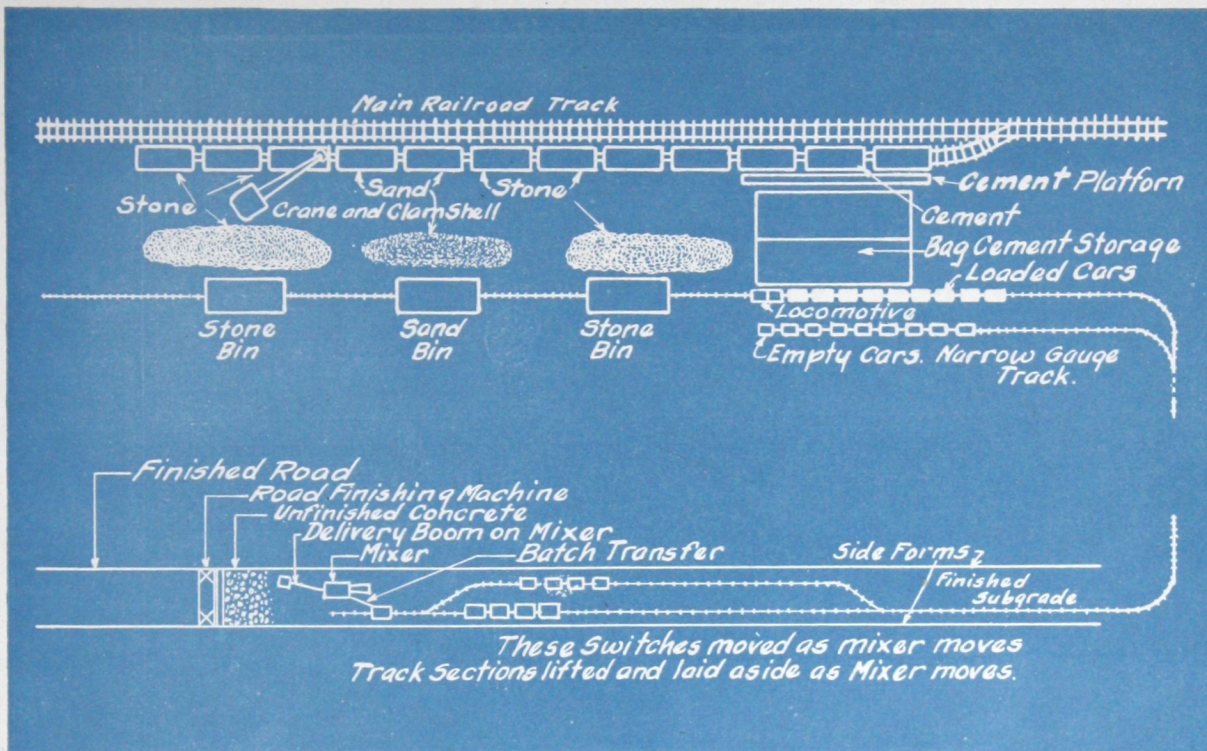 Main Railroad Track
Sand
Stone
Cement Platforn
Stone
Crane and ClamShell
Cement
Bag Cement Storage
Loaded Cars
Locomotive
Stone
Bin
Sand
Bin
Stone
Bin
Empty Cars. Narrow Gauge
Track.
Finished Road
Road Finishing Machine
Unfinished Concrete
Delivery Boom on Mixer
Mixer
Batch Transfer
Side Forms
Finished
Subgrade
These Switches moved as mixer moves
Track Sections lifted and laid aside as Mixer moves.